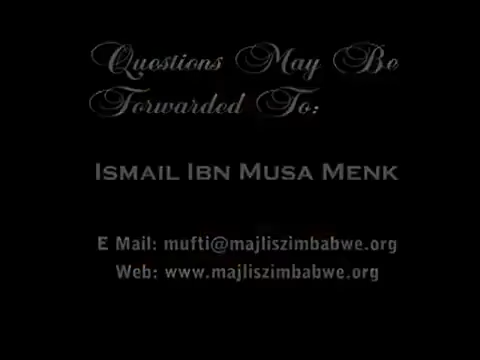 Questions May Be
Forwarded To:
ISMAIL IBN MUSA MENK
E Mail: mufti@majliszimbabwe.org
Web: www.majliszimbabwe.org